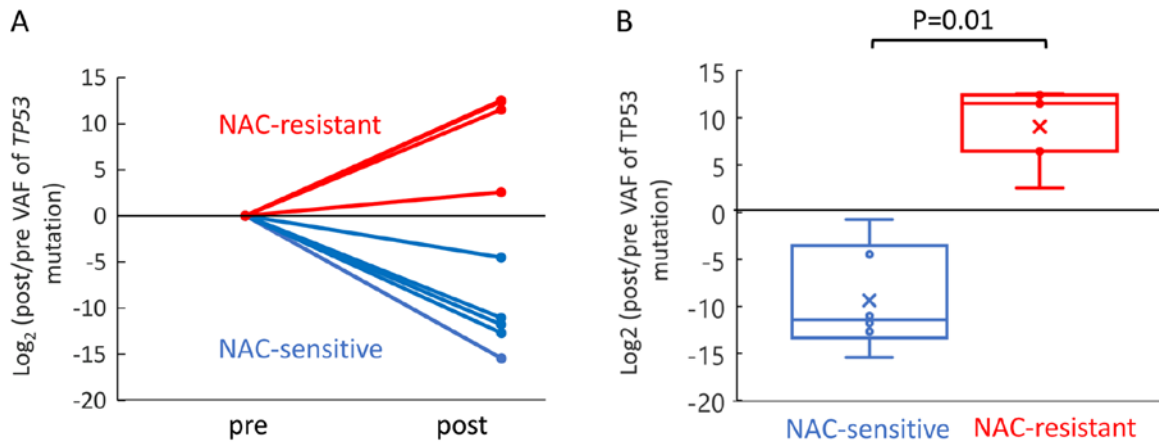 A
Log2 (post/pre VAF of TP53
mutation)
15
10
5
0
-5
-10
-15
-20
NAC-resistant
NAC-sensitive
pre
post
B
P=0.01
Log2 (post/pre VAF of TP53
mutation)
15
10
5
0
-5
-10
-15
-20
NAC-sensitive
NAC-resistant